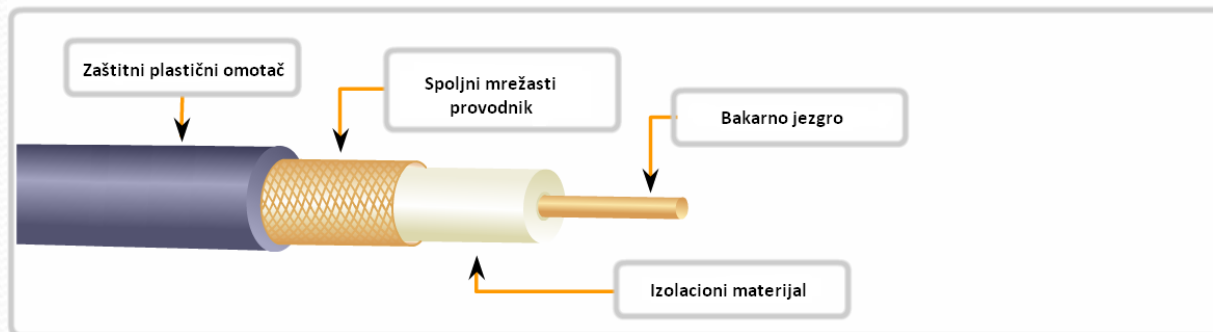 Zaštitni plastični omotač
Spoljni mrežasti
provodnik
Bakarno jezgro
Izolacioni materijal